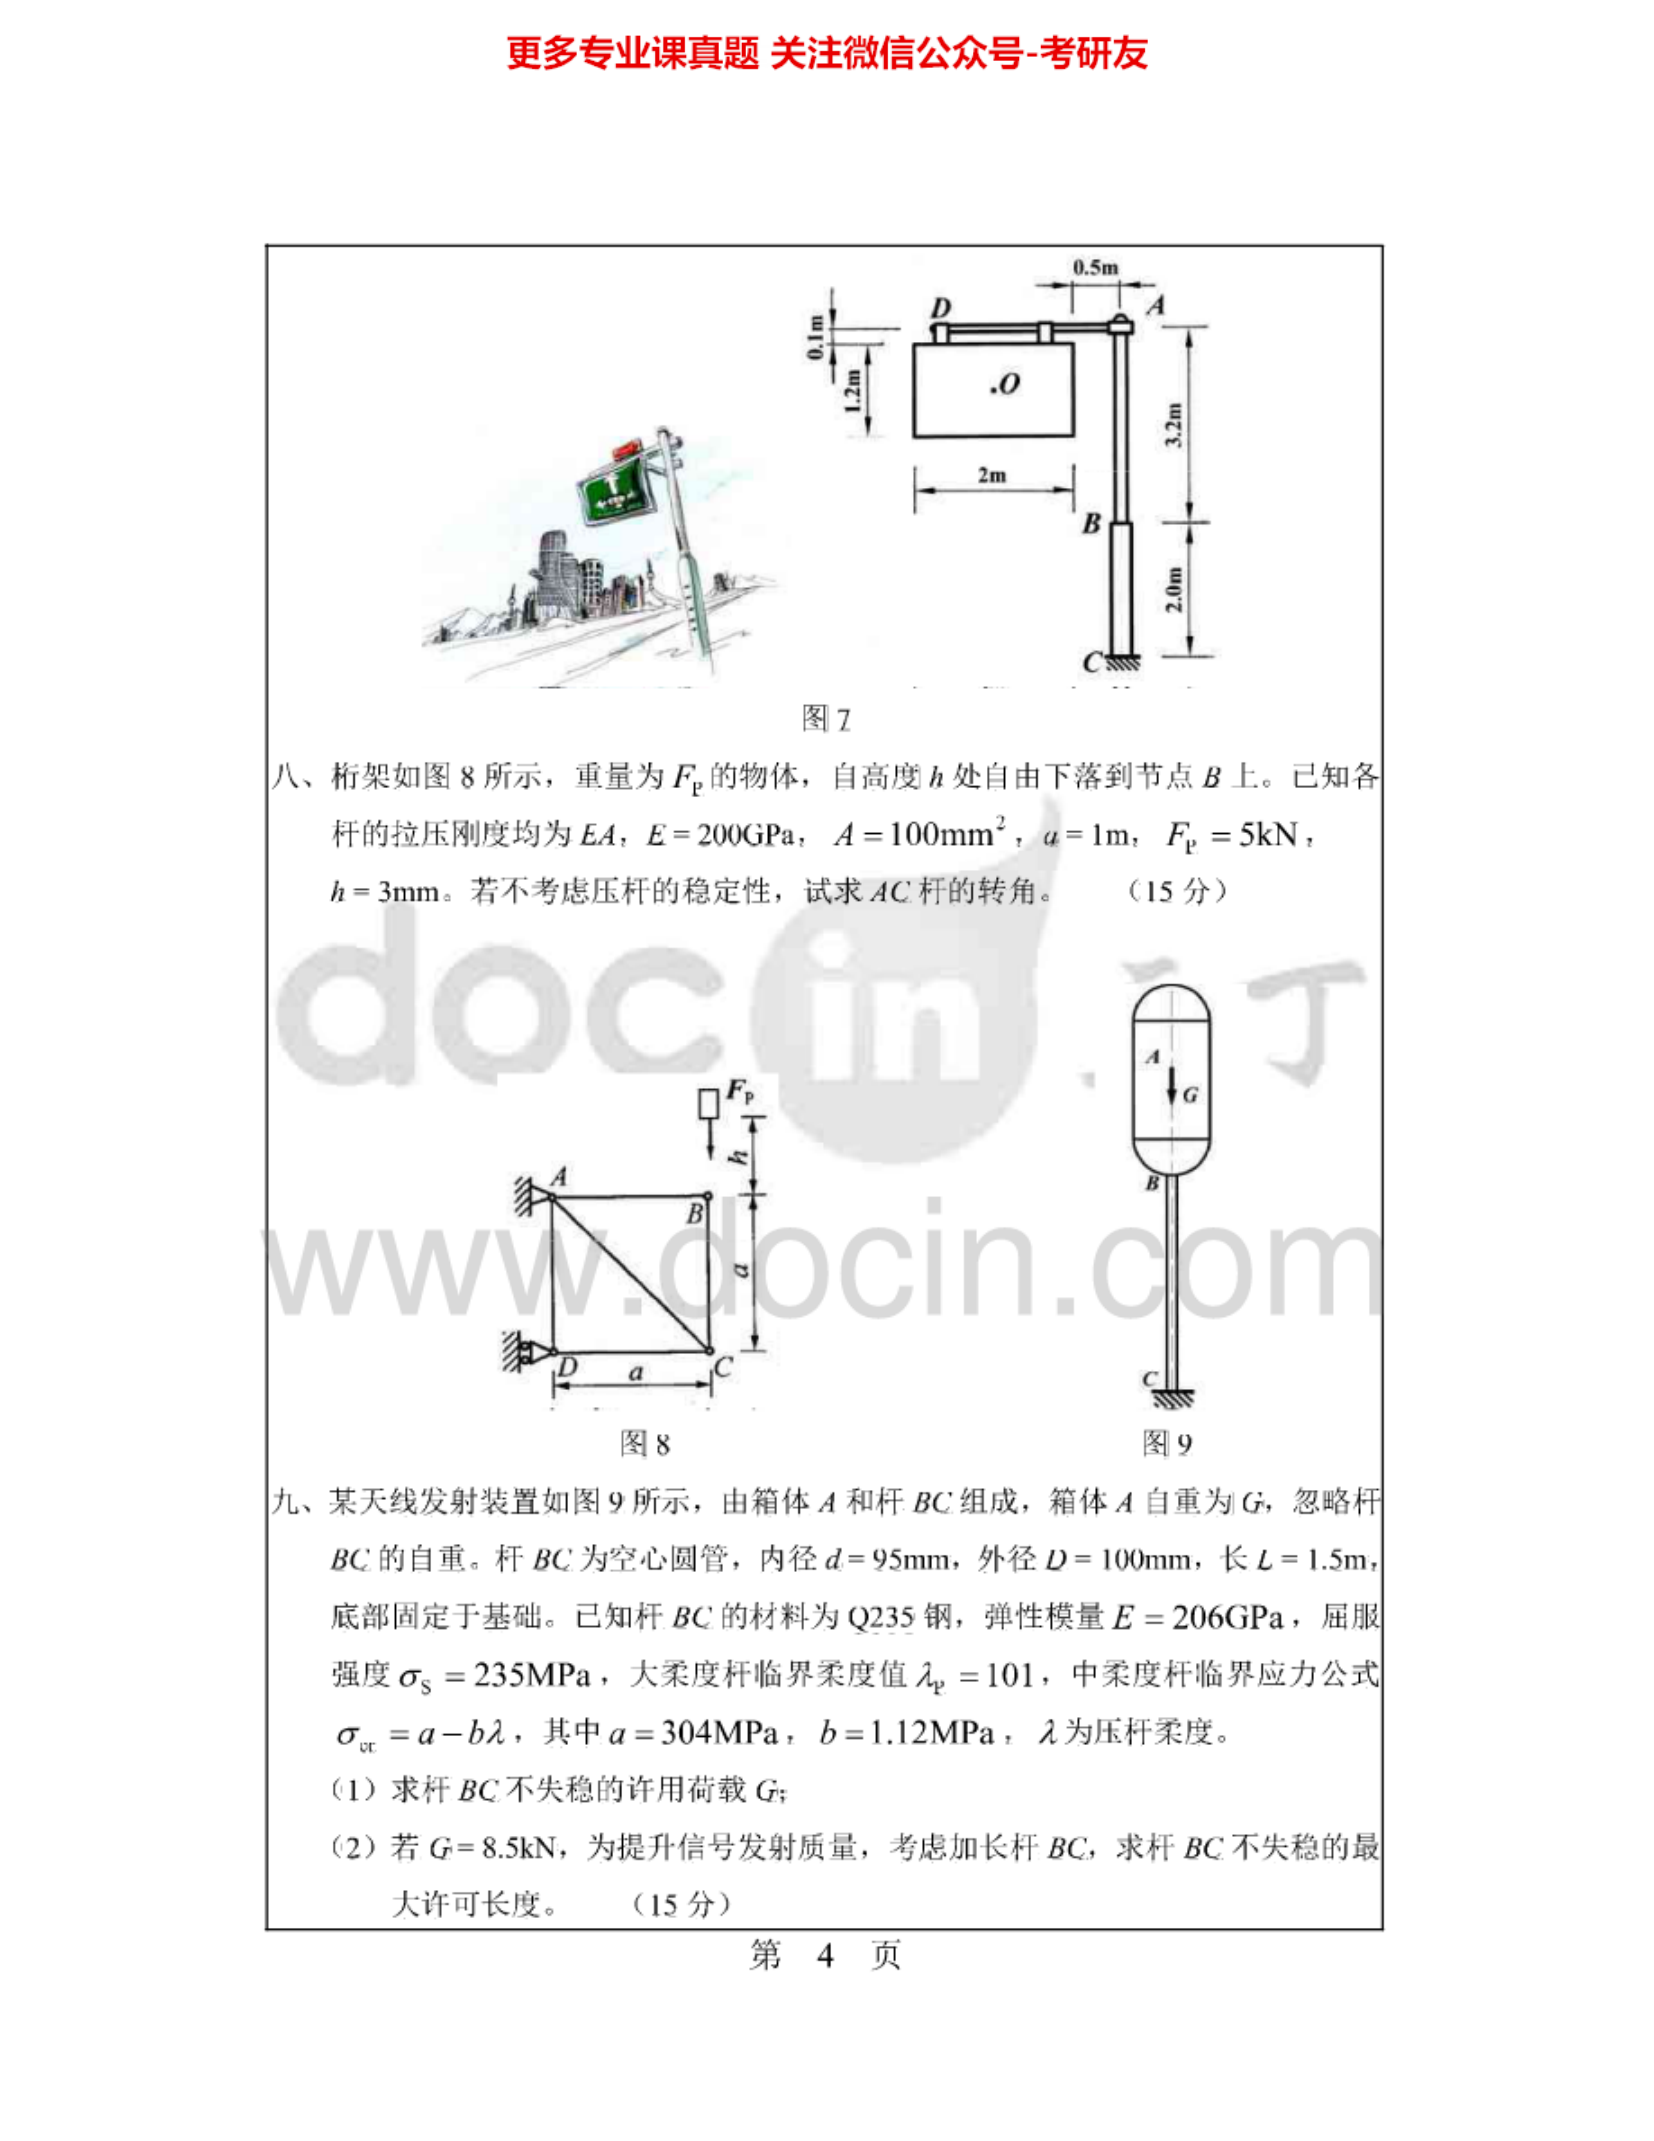 更多专业课真题 关注微信公众号-考研友
0.5m
D
A
0.1m
.O
1.2m
3.2m
2m
B
2.0m
C
图 7
八、桁架如图 8 所示，重量为 F_P 的物体，自高度 h 处自由下落到节点 B 上。已知各
杆的拉压刚度均为 EA，E = 200GPa， A = 100mm²，a = 1m， F_P = 5kN，
h = 3mm。若不考虑压杆的稳定性，试求 AC 杆的转角。 （15 分）
docin
A
G
B
C
F_P
h
A
B
a
D
a
C
www.docin.com
图 8
图 9
九、某天线发射装置如图 9 所示，由箱体 A 和杆 BC 组成，箱体 A 自重为 G，忽略杆
BC 的自重。杆 BC 为空心圆管，内径 d = 95mm，外径 D = 100mm，长 L = 1.5m，
底部固定于基础。已知杆 BC 的材料为 Q235 钢，弹性模量 E = 206GPa，屈服
强度 σ_S = 235MPa，大柔度杆临界柔度值 λ_P = 101，中柔度杆临界应力公式
σ_cr = a − bλ，其中 a = 304MPa， b = 1.12MPa， λ 为压杆柔度。
（1）求杆 BC 不失稳的许用荷载 G；
（2）若 G = 8.5kN，为提升信号发射质量，考虑加长杆 BC，求杆 BC 不失稳的最
大许可长度。 （15 分）
第 4 页